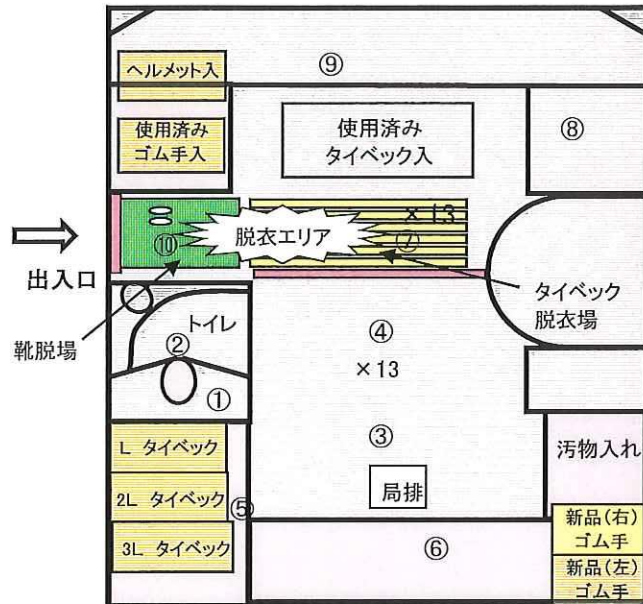 ⑨
ヘルメット入
使用済み
ゴム手入
使用済み
タイベック入
⑧
×13
脱衣エリア
⑩
⑦
出入口
靴脱場
タイベック
脱衣場
トイレ
②
①
④
×13
③
局排
L タイベック
2L タイベック
3L タイベック
⑤
⑥
汚物入れ
新品(右)
ゴム手
新品(左)
ゴム手